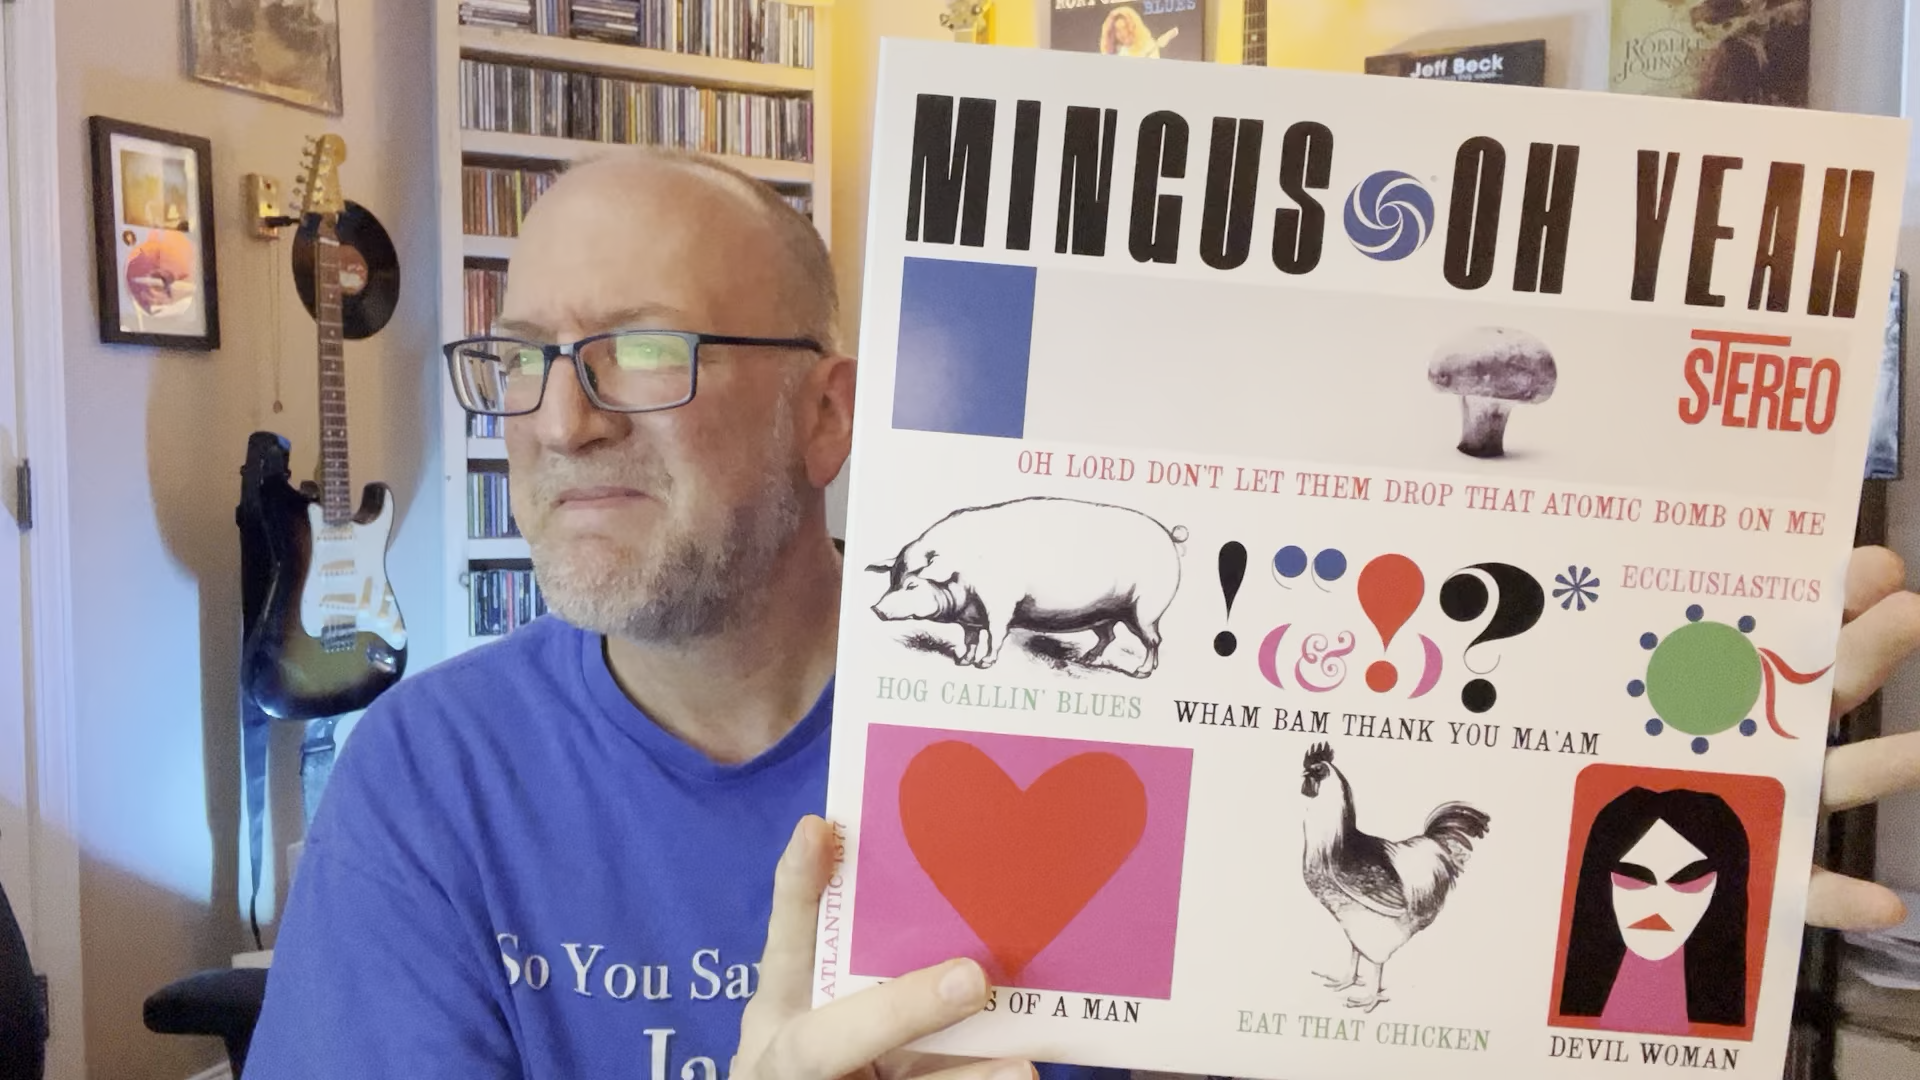 BLUES
Jeff Beck
ROBERT
JOHNSON
MINGUS OH YEAH
STEREO
OH LORD DON'T LET THEM DROP THAT ATOMIC BOMB ON ME
! “!?*
(&)
ECCLUSIASTICS
HOG CALLIN' BLUES
WHAM BAM THANK YOU MA'AM
ATLANTIC 1377
S OF A MAN
EAT THAT CHICKEN
DEVIL WOMAN
So You Say